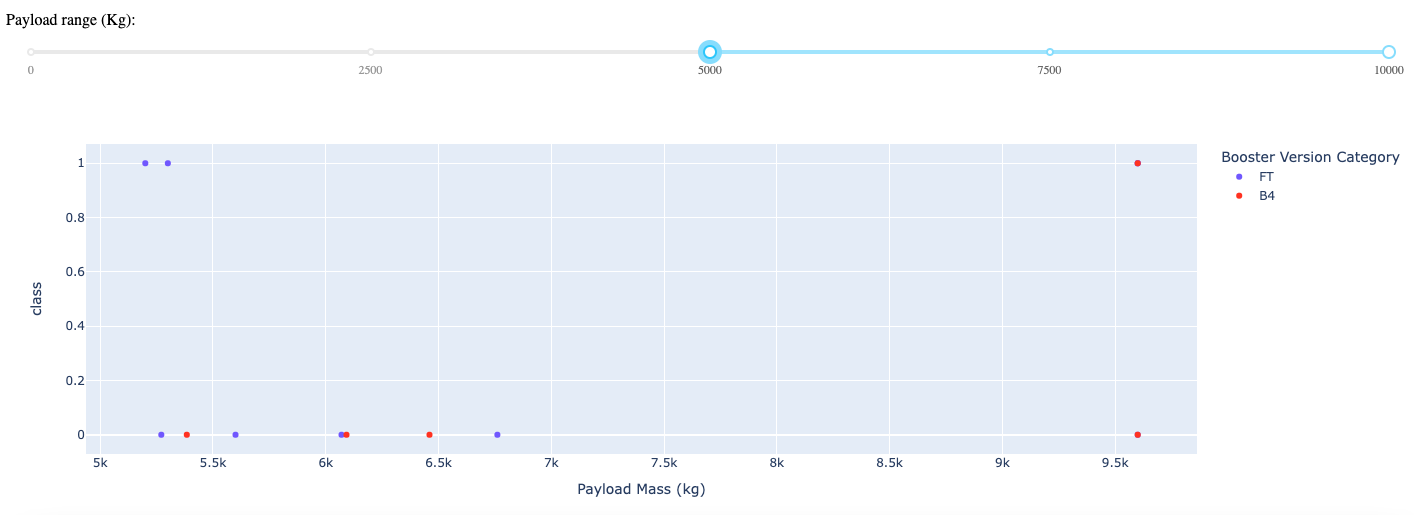 Payload range (Kg):
0 2500 5000 7500 10000
Booster Version Category
FT
B4
1
0.8
0.6
0.4
0.2
0
class
5k 5.5k 6k 6.5k 7k 7.5k 8k 8.5k 9k 9.5k
Payload Mass (kg)